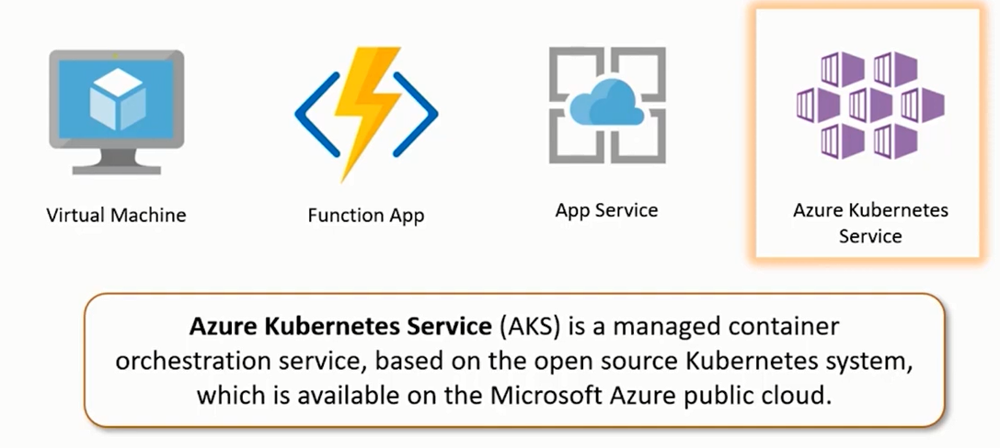 Virtual Machine
Function App
App Service
Azure Kubernetes
Service
Azure Kubernetes Service (AKS) is a managed container
orchestration service, based on the open source Kubernetes system,
which is available on the Microsoft Azure public cloud.